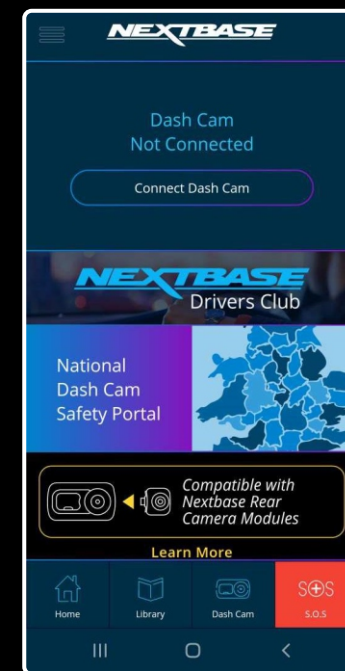 NEXTBASE
Dash Cam
Not Connected
Connect Dash Cam
NEXTBASE
Drivers Club
National
Dash Cam
Safety Portal
Compatible with
Nextbase Rear
Camera Modules
Learn More
SOS
Home
Library
Dash Cam
S.O.S